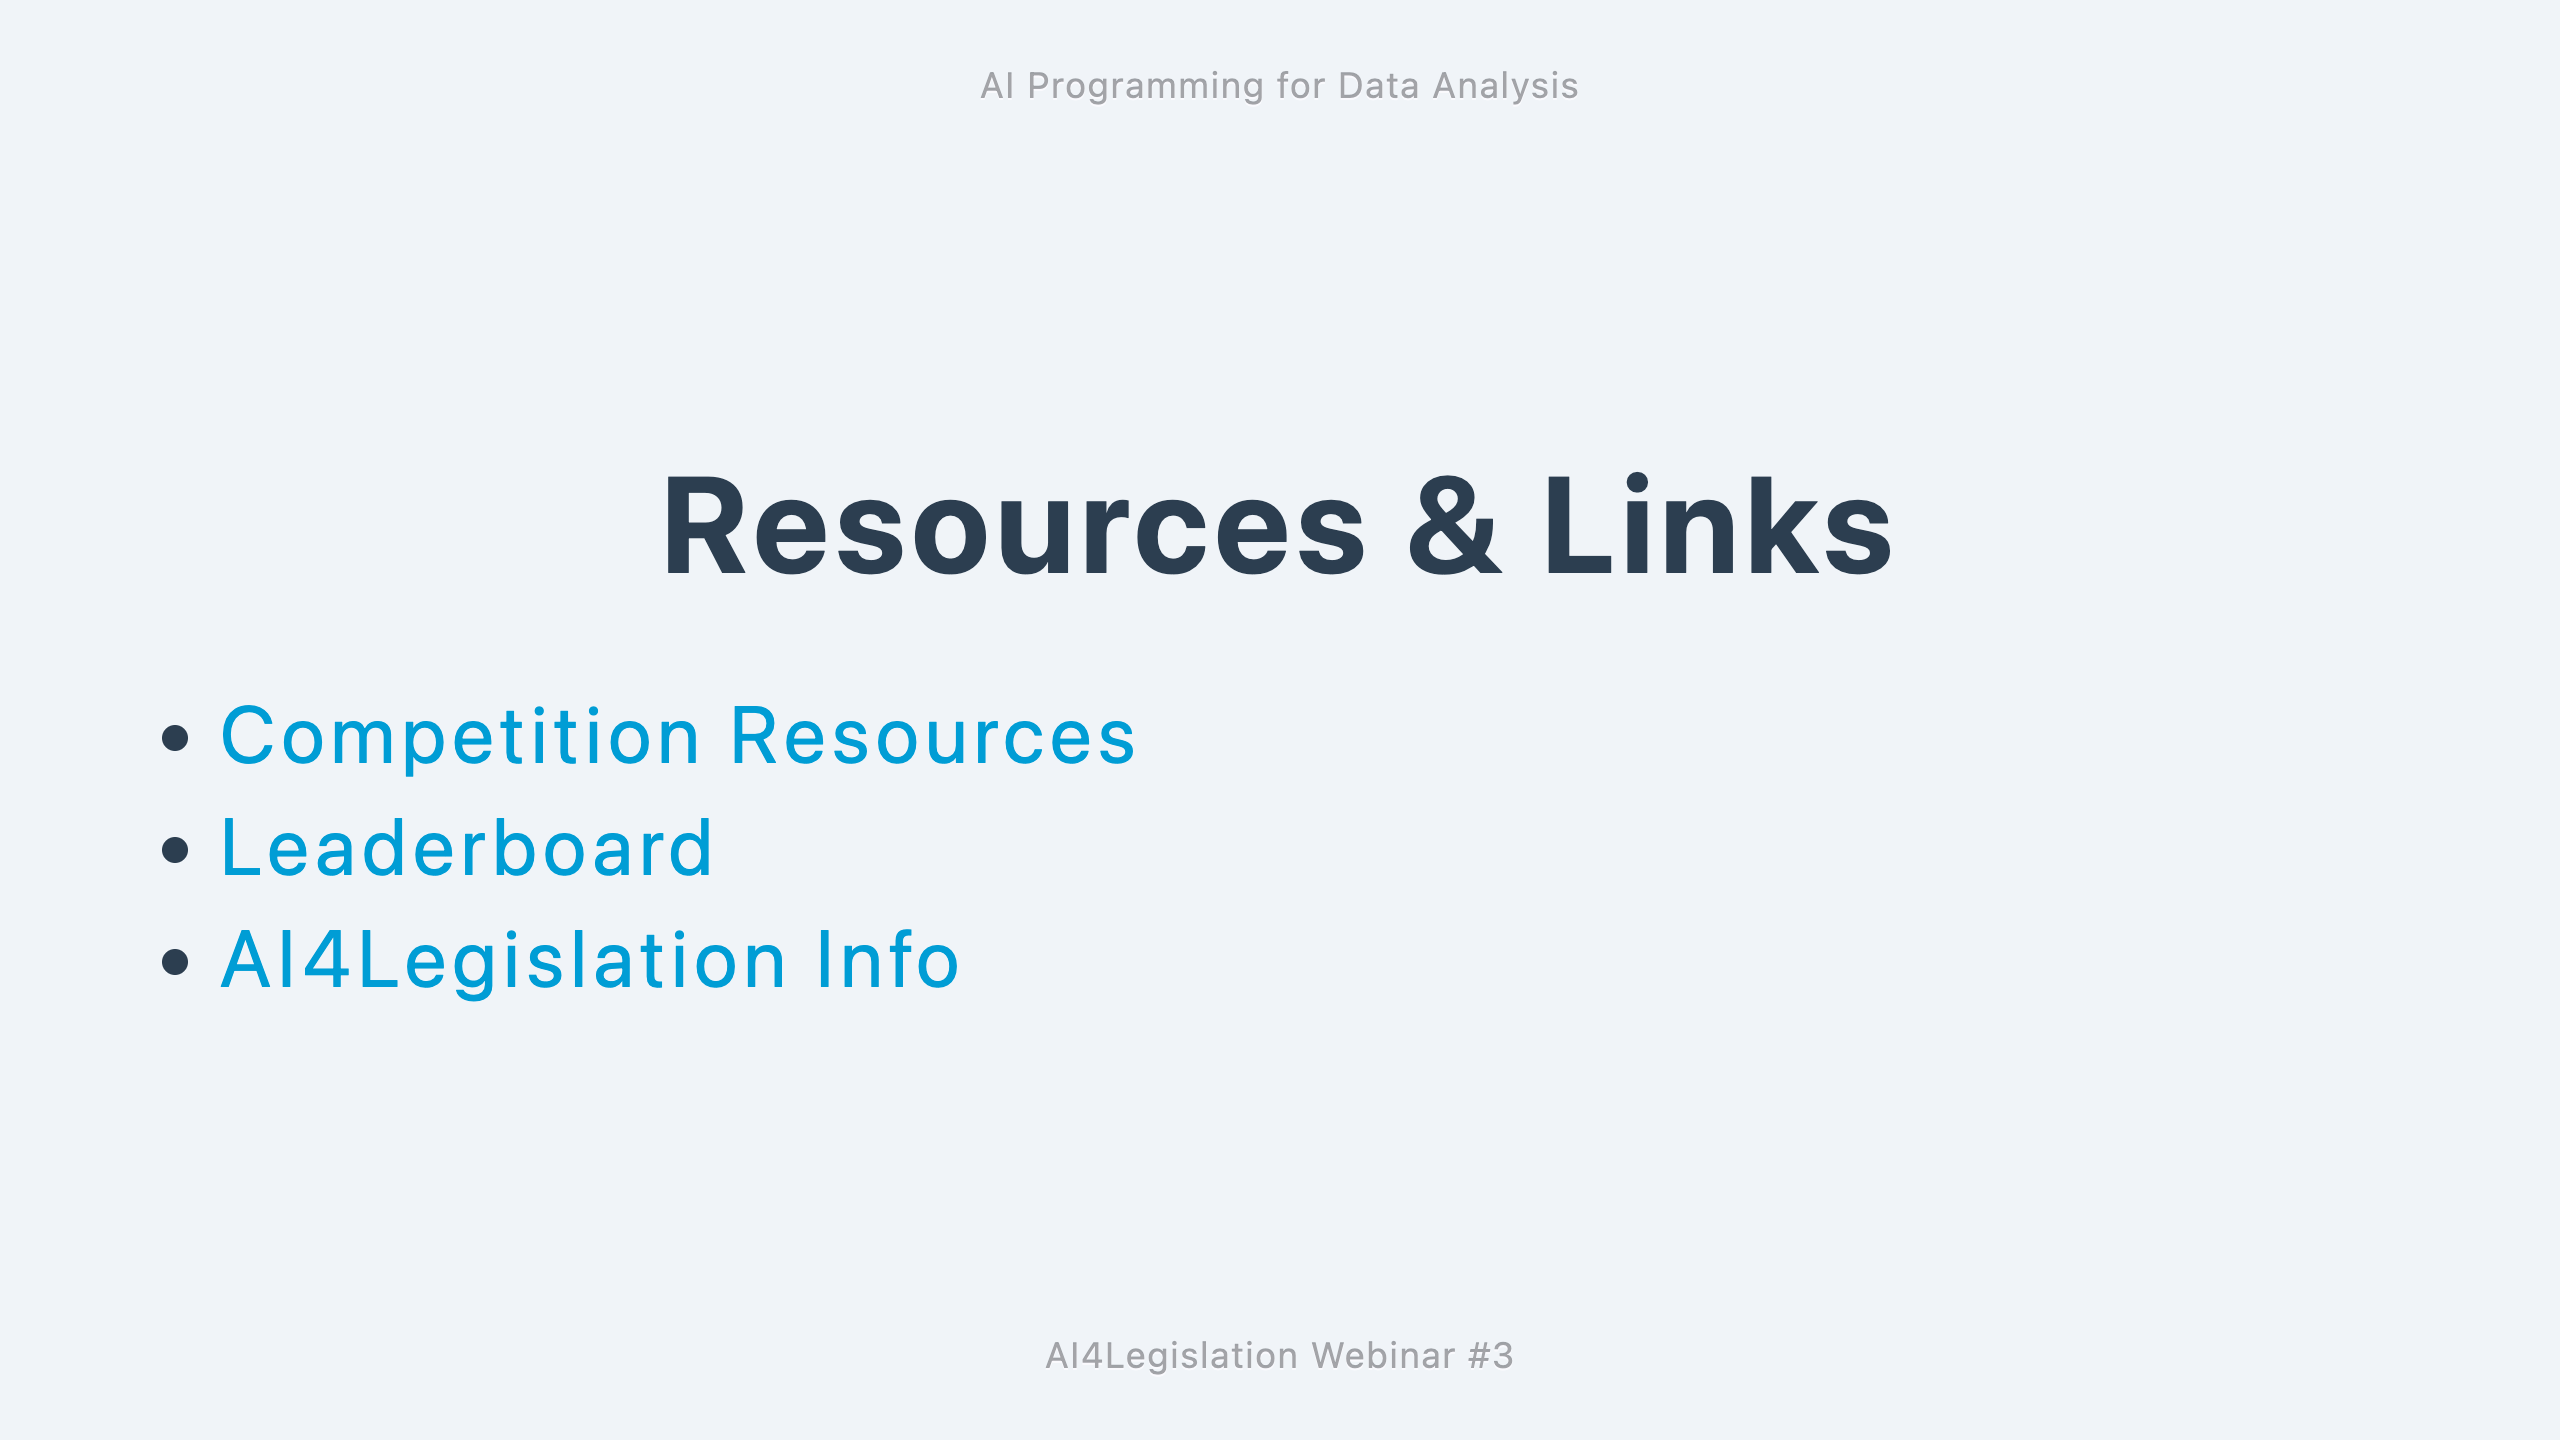 AI Programming for Data Analysis
Resources & Links
• Competition Resources
• Leaderboard
• AI4Legislation Info
AI4Legislation Webinar #3